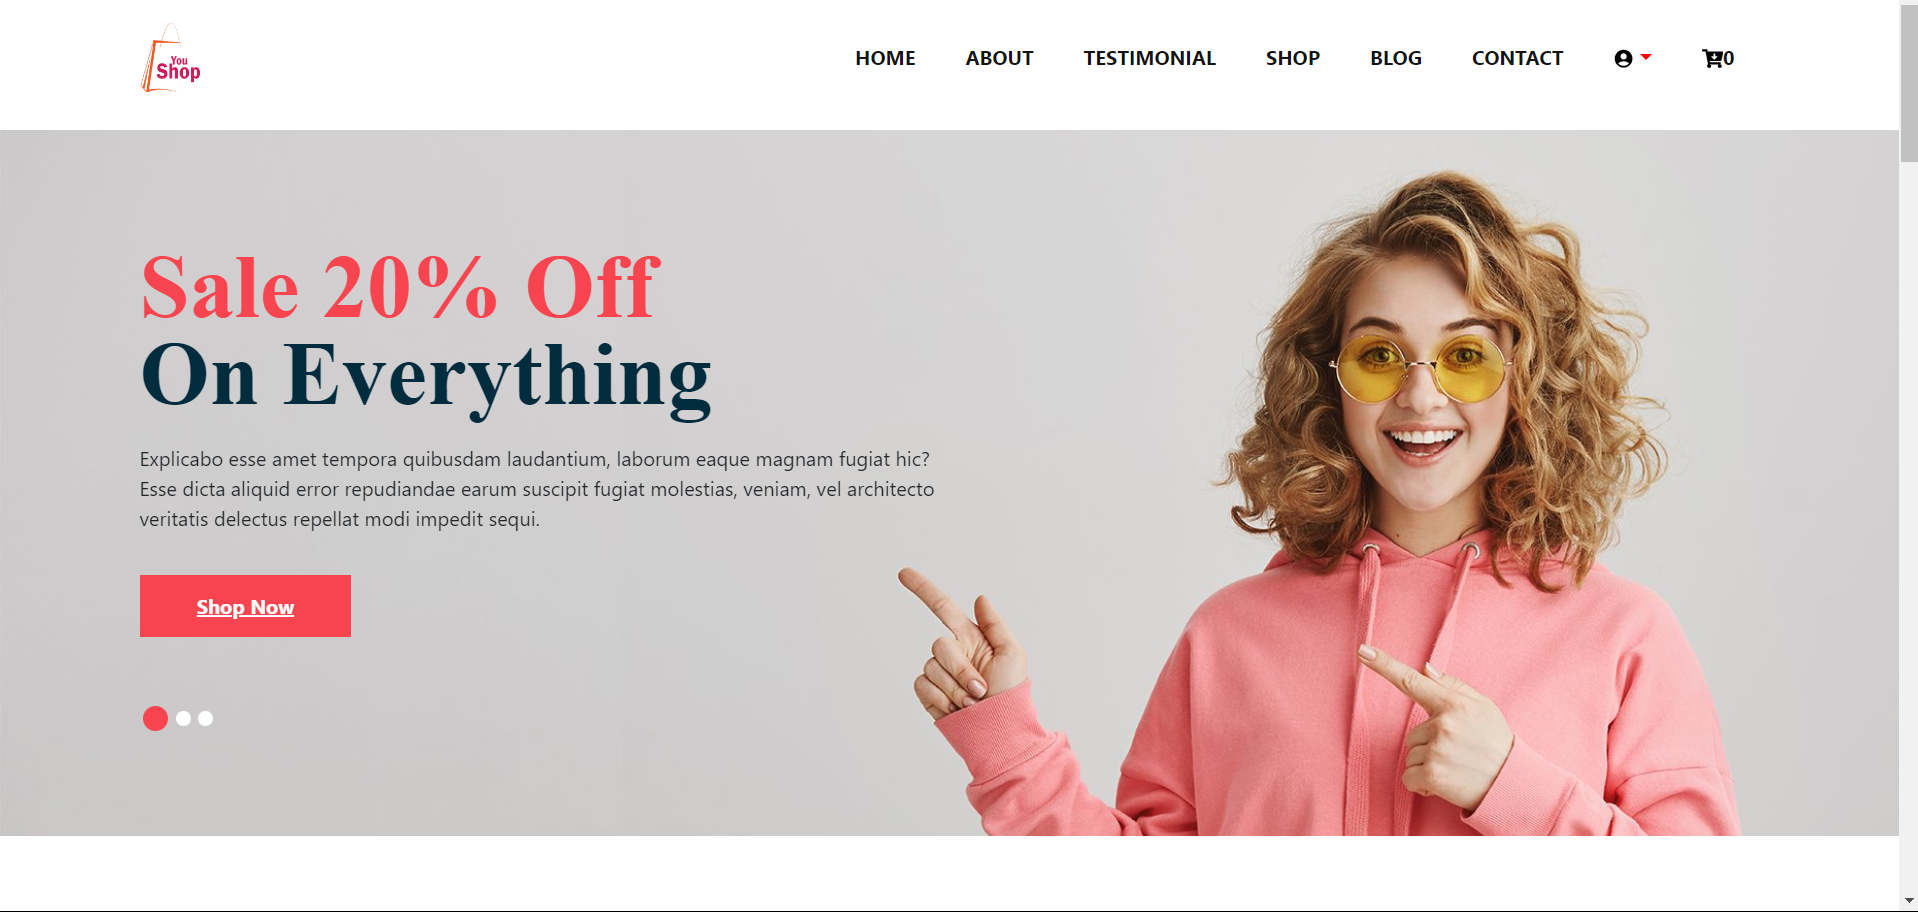 You
Shop
HOME ABOUT TESTIMONIAL SHOP BLOG CONTACT 0
Sale 20% Off
On Everything
Explicabo esse amet tempora quibusdam laudantium, laborum eaque magnam fugiat hic?
Esse dicta aliquid error repudiandae earum suscipit fugiat molestias, veniam, vel architecto
veritatis delectus repellat modi impedit sequi.
Shop Now